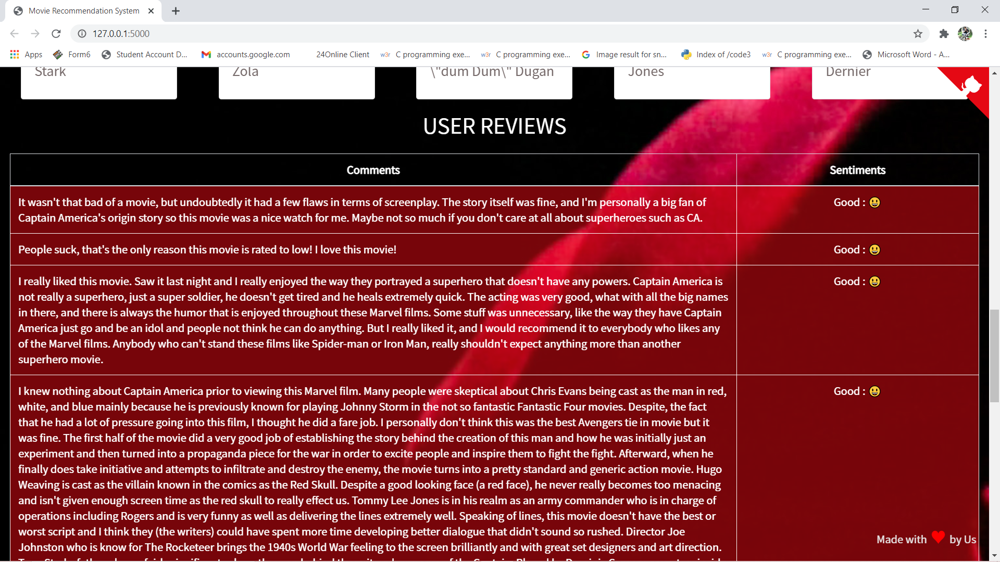 Movie Recommendation System
127.0.0.1:5000
Apps Form6 Student Account D... accounts.google.com 24Online Client w3r C programming exe... w3r C programming exe... Image result for sn... Index of /code3 w3r C programming exe... Microsoft Word - A...
Stark Zola \"dum Dum\" Dugan Jones Dernier
USER REVIEWS
Comments Sentiments
It wasn't that bad of a movie, but undoubtedly it had a few flaws in terms of screenplay. The story itself was fine, and I'm personally a big fan of Good : 😃
Captain America's origin story so this movie was a nice watch for me. Maybe not so much if you don't care at all about superheroes such as CA.
People suck, that's the only reason this movie is rated to low! I love this movie! Good : 😃
I really liked this movie. Saw it last night and I really enjoyed the way they portrayed a superhero that doesn't have any powers. Captain America is Good : 😃
not really a superhero, just a super soldier, he doesn't get tired and he heals extremely quick. The acting was very good, what with all the big names
in there, and there is always the humor that is enjoyed throughout these Marvel films. Some stuff was unnecessary, like the way they have Captain
America just go and be an idol and people not think he can do anything. But I really liked it, and I would recommend it to everybody who likes any
of the Marvel films. Anybody who can't stand these films like Spider-man or Iron Man, really shouldn't expect anything more than another
superhero movie.
I knew nothing about Captain America prior to viewing this Marvel film. Many people were skeptical about Chris Evans being cast as the man in red, Good : 😃
white, and blue mainly because he is previously known for playing Johnny Storm in the not so fantastic Fantastic Four movies. Despite, the fact
that he had a lot of pressure going into this film, I thought he did a fare job. I personally don't think this was the best Avengers tie in movie but it
was fine. The first half of the movie did a very good job of establishing the story behind the creation of this man and how he was initially just an
experiment and then turned into a propaganda piece for the war in order to excite people and inspire them to fight the fight. Afterward, when he
finally does take initiative and attempts to infiltrate and destroy the enemy, the movie turns into a pretty standard and generic action movie. Hugo
Weaving is cast as the villain known in the comics as the Red Skull. Despite a good looking face (a red face), he never really becomes too menacing
and isn't given enough screen time as the red skull to really effect us. Tommy Lee Jones is in his realm as an army commander who is in charge of
operations including Rogers and is very funny as well as delivering the lines extremely well. Speaking of lines, this movie doesn't have the best or
worst script and I think they (the writers) could have spent more time developing better dialogue that didn't sound so rushed. Director Joe
Johnston who is know for The Rocketeer brings the 1940s World War feeling to the screen brilliantly and with great set designers and art direction.
Made with ❤ by Us